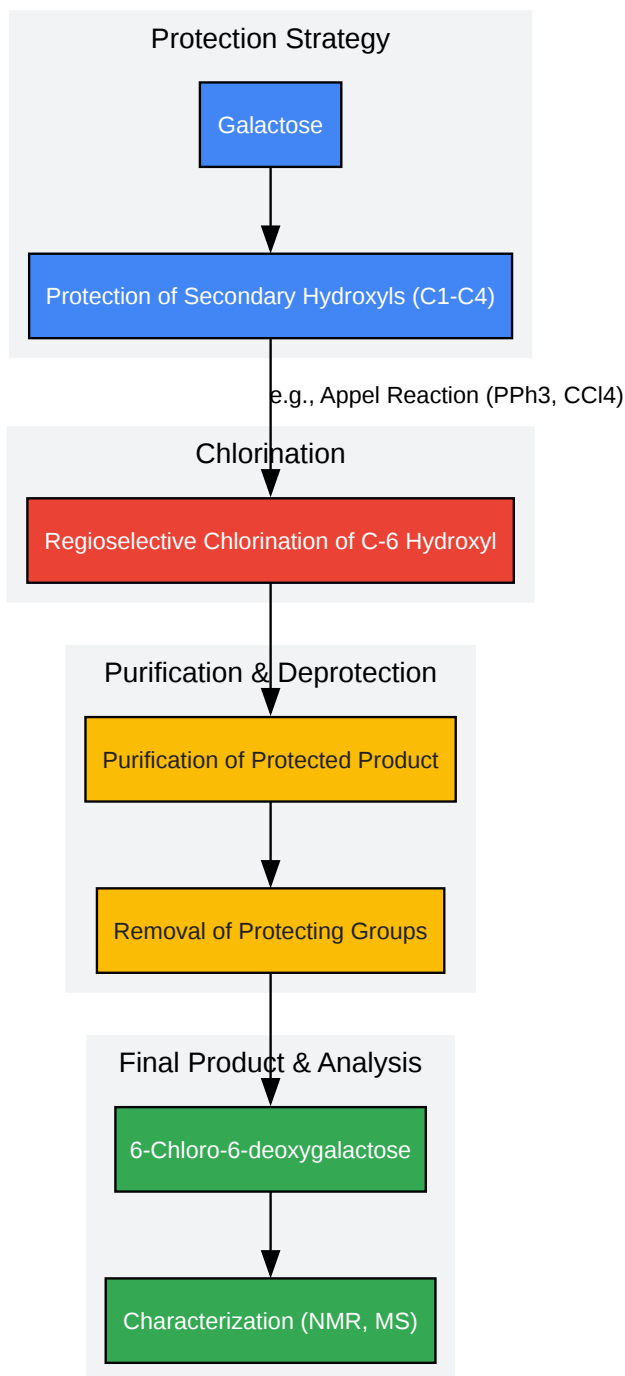 Protection Strategy
Galactose
Protection of Secondary Hydroxyls (C1-C4)
e.g., Appel Reaction (PPh3, CCl4)
Chlorination
Regioselective Chlorination of C-6 Hydroxyl
Purification & Deprotection
Purification of Protected Product
Removal of Protecting Groups
Final Product & Analysis
6-Chloro-6-deoxygalactose
Characterization (NMR, MS)